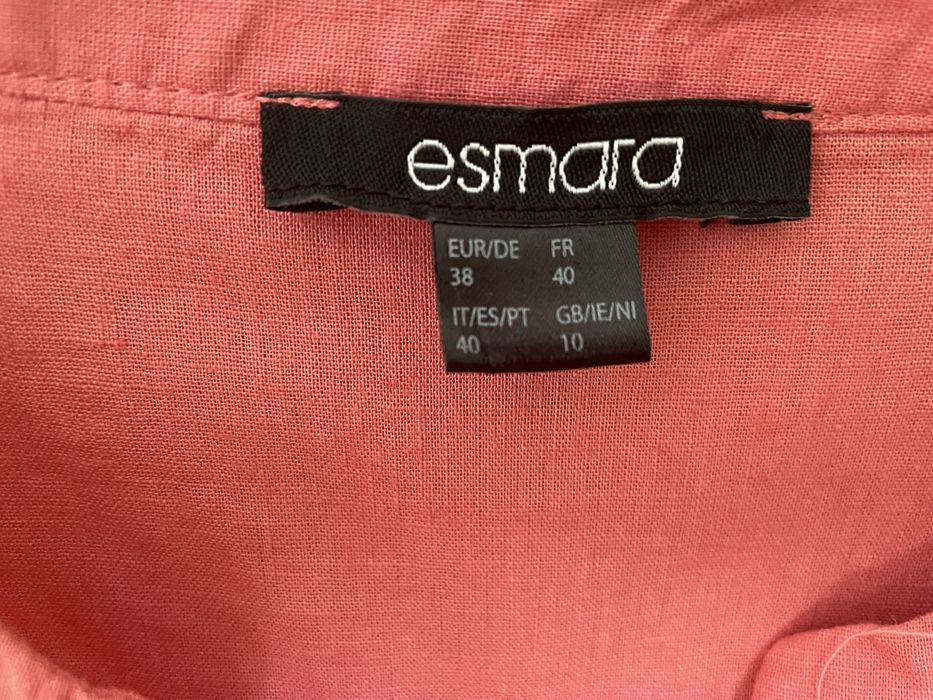 esmara
EUR/DE FR
38 40
IT/ES/PT GB/IE/NI
40 10